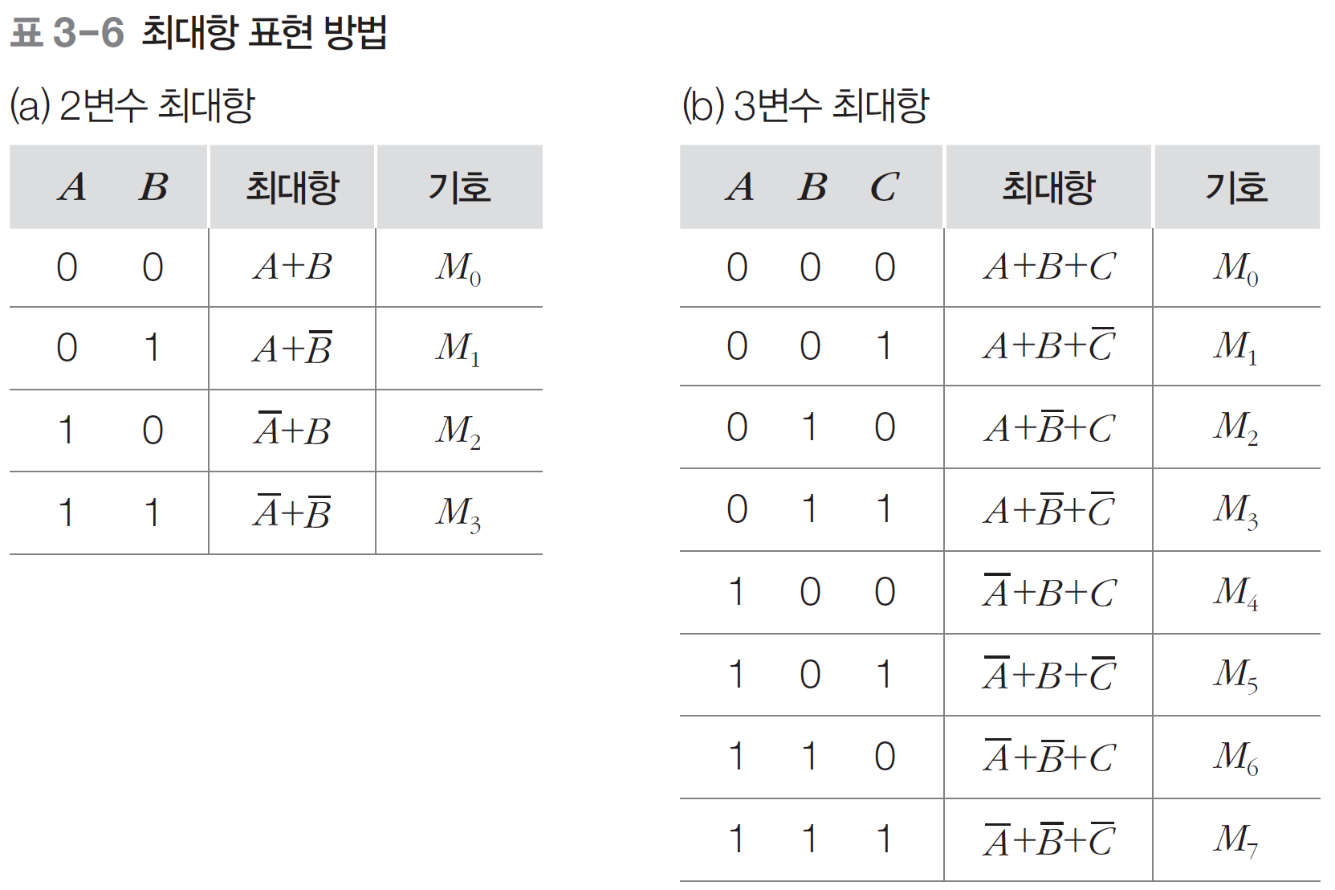 표 3-6 최대항 표현 방법
(a) 2변수 최대항
A B 최대항 기호
0 0 A+B M₀
0 1 A+B̅ M₁
1 0 A̅+B M₂
1 1 A̅+B̅ M₃
(b) 3변수 최대항
A B C 최대항 기호
0 0 0 A+B+C M₀
0 0 1 A+B+C̅ M₁
0 1 0 A+B̅+C M₂
0 1 1 A+B̅+C̅ M₃
1 0 0 A̅+B+C M₄
1 0 1 A̅+B+C̅ M₅
1 1 0 A̅+B̅+C M₆
1 1 1 A̅+B̅+C̅ M₇